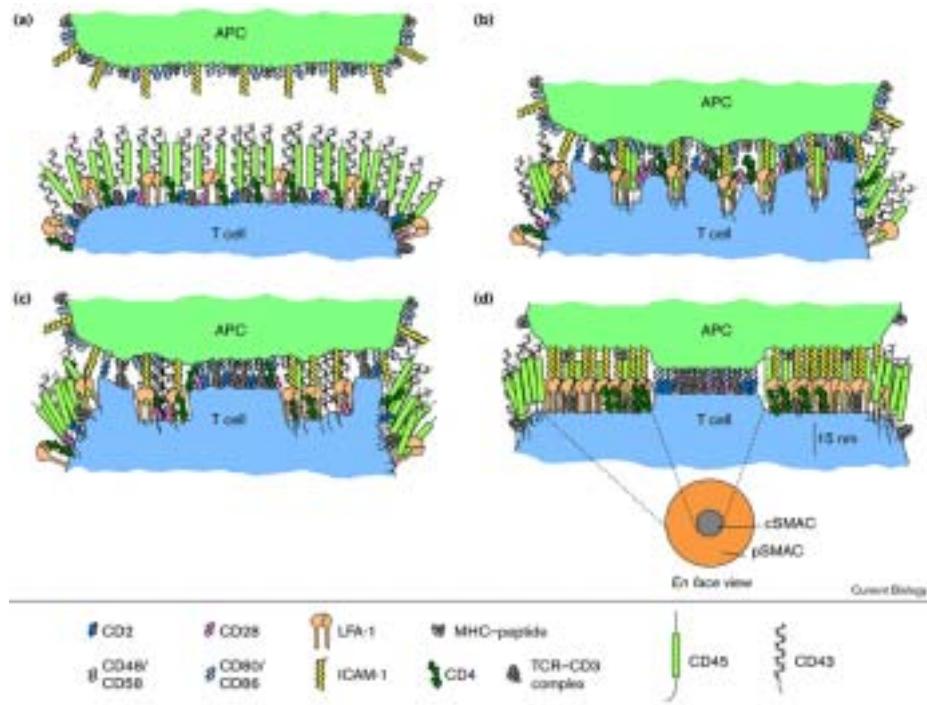 (a)
APC
T cell
(b)
APC
T cell
(c)
APC
T cell
(d)
APC
T cell
15 nm
cSMAC
pSMAC
En face view
Current Biology
CD2
CD28
LFA-1
MHC–peptide
CD45
CD43
CD48/
CD58
CD80/
CD86
ICAM-1
CD4
TCR–CD3
complex